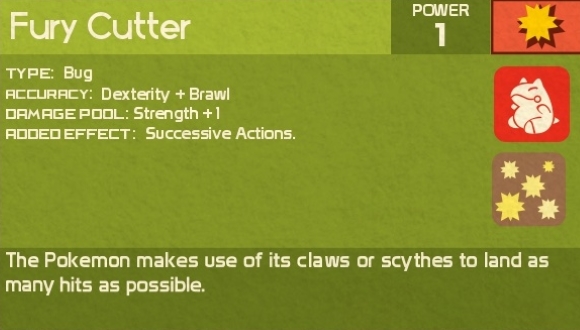 Fury Cutter
POWER
1
TYPE: Bug
ACCURACY: Dexterity + Brawl
DAMAGE POOL: Strength +1
ADDED EFFECT: Successive Actions.
The Pokemon makes use of its claws or scythes to land as
many hits as possible.